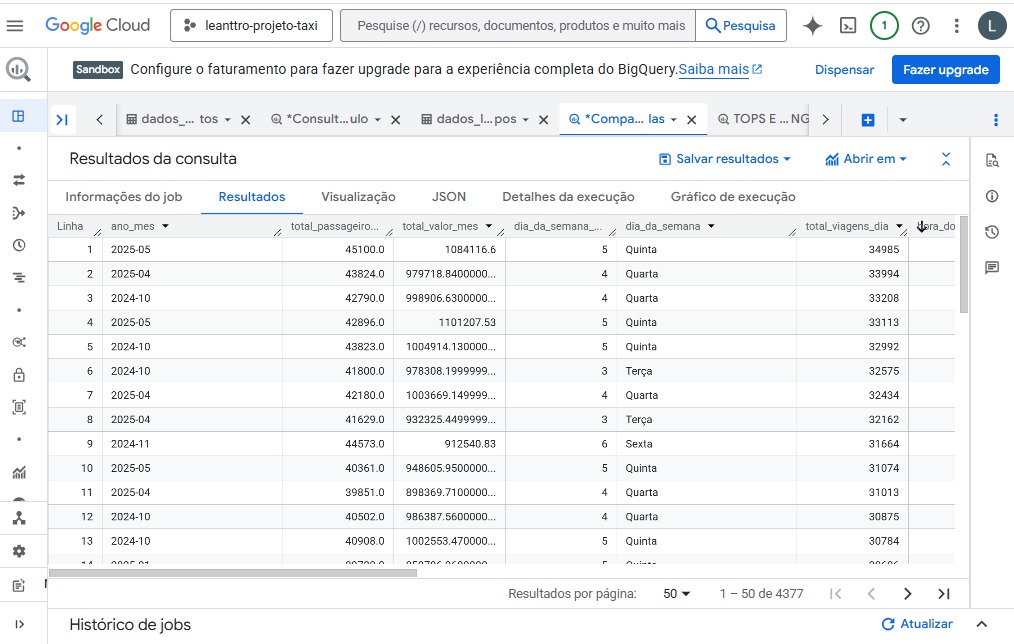 Google Cloud leanttro-projeto-taxi Pesquise (/) recursos, documentos, produtos e muito mais Pesquisa 1 L
Sandbox Configure o faturamento para fazer upgrade para a experiência completa do BigQuery. Saiba mais Dispensar Fazer upgrade
dados_... tos *Consult...ulo dados_l...pos *Compa... las TOPS E ... NG
Resultados da consulta Salvar resultados Abrir em
Informações do job Resultados Visualização JSON Detalhes da execução Gráfico de execução
Linha ano_mes total_passageiro... total_valor_mes dia_da_semana_... dia_da_semana total_viagens_dia
1 2025-05 45100.0 1084116.6 5 Quinta 34985
2 2025-04 43824.0 979718.8400000... 4 Quarta 33994
3 2024-10 42790.0 998906.6300000... 4 Quarta 33208
4 2025-05 42896.0 1101207.53 5 Quinta 33113
5 2024-10 43823.0 1004914.130000... 5 Quinta 32992
6 2024-10 41800.0 978308.1999999... 3 Terça 32575
7 2025-04 42180.0 1003669.149999... 4 Quarta 32434
8 2025-04 41629.0 932325.4499999... 3 Terça 32162
9 2024-11 44573.0 912540.83 6 Sexta 31664
10 2025-05 40361.0 948605.9500000... 5 Quinta 31074
11 2025-04 39851.0 898369.7100000... 4 Quarta 31013
12 2024-10 40502.0 986387.5600000... 4 Quarta 30875
13 2024-10 40908.0 1002553.470000... 5 Quinta 30784
Resultados por página: 50 1 – 50 de 4377
Histórico de jobs Atualizar